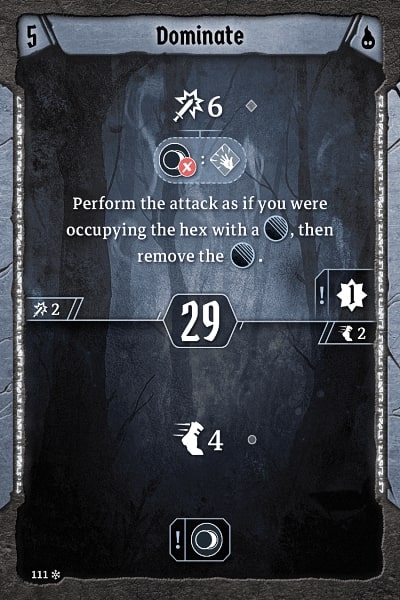 5
Dominate
6
:
Perform the attack as if you were
occupying the hex with a , then
remove the .
! 1
2
29
2
4
!
111